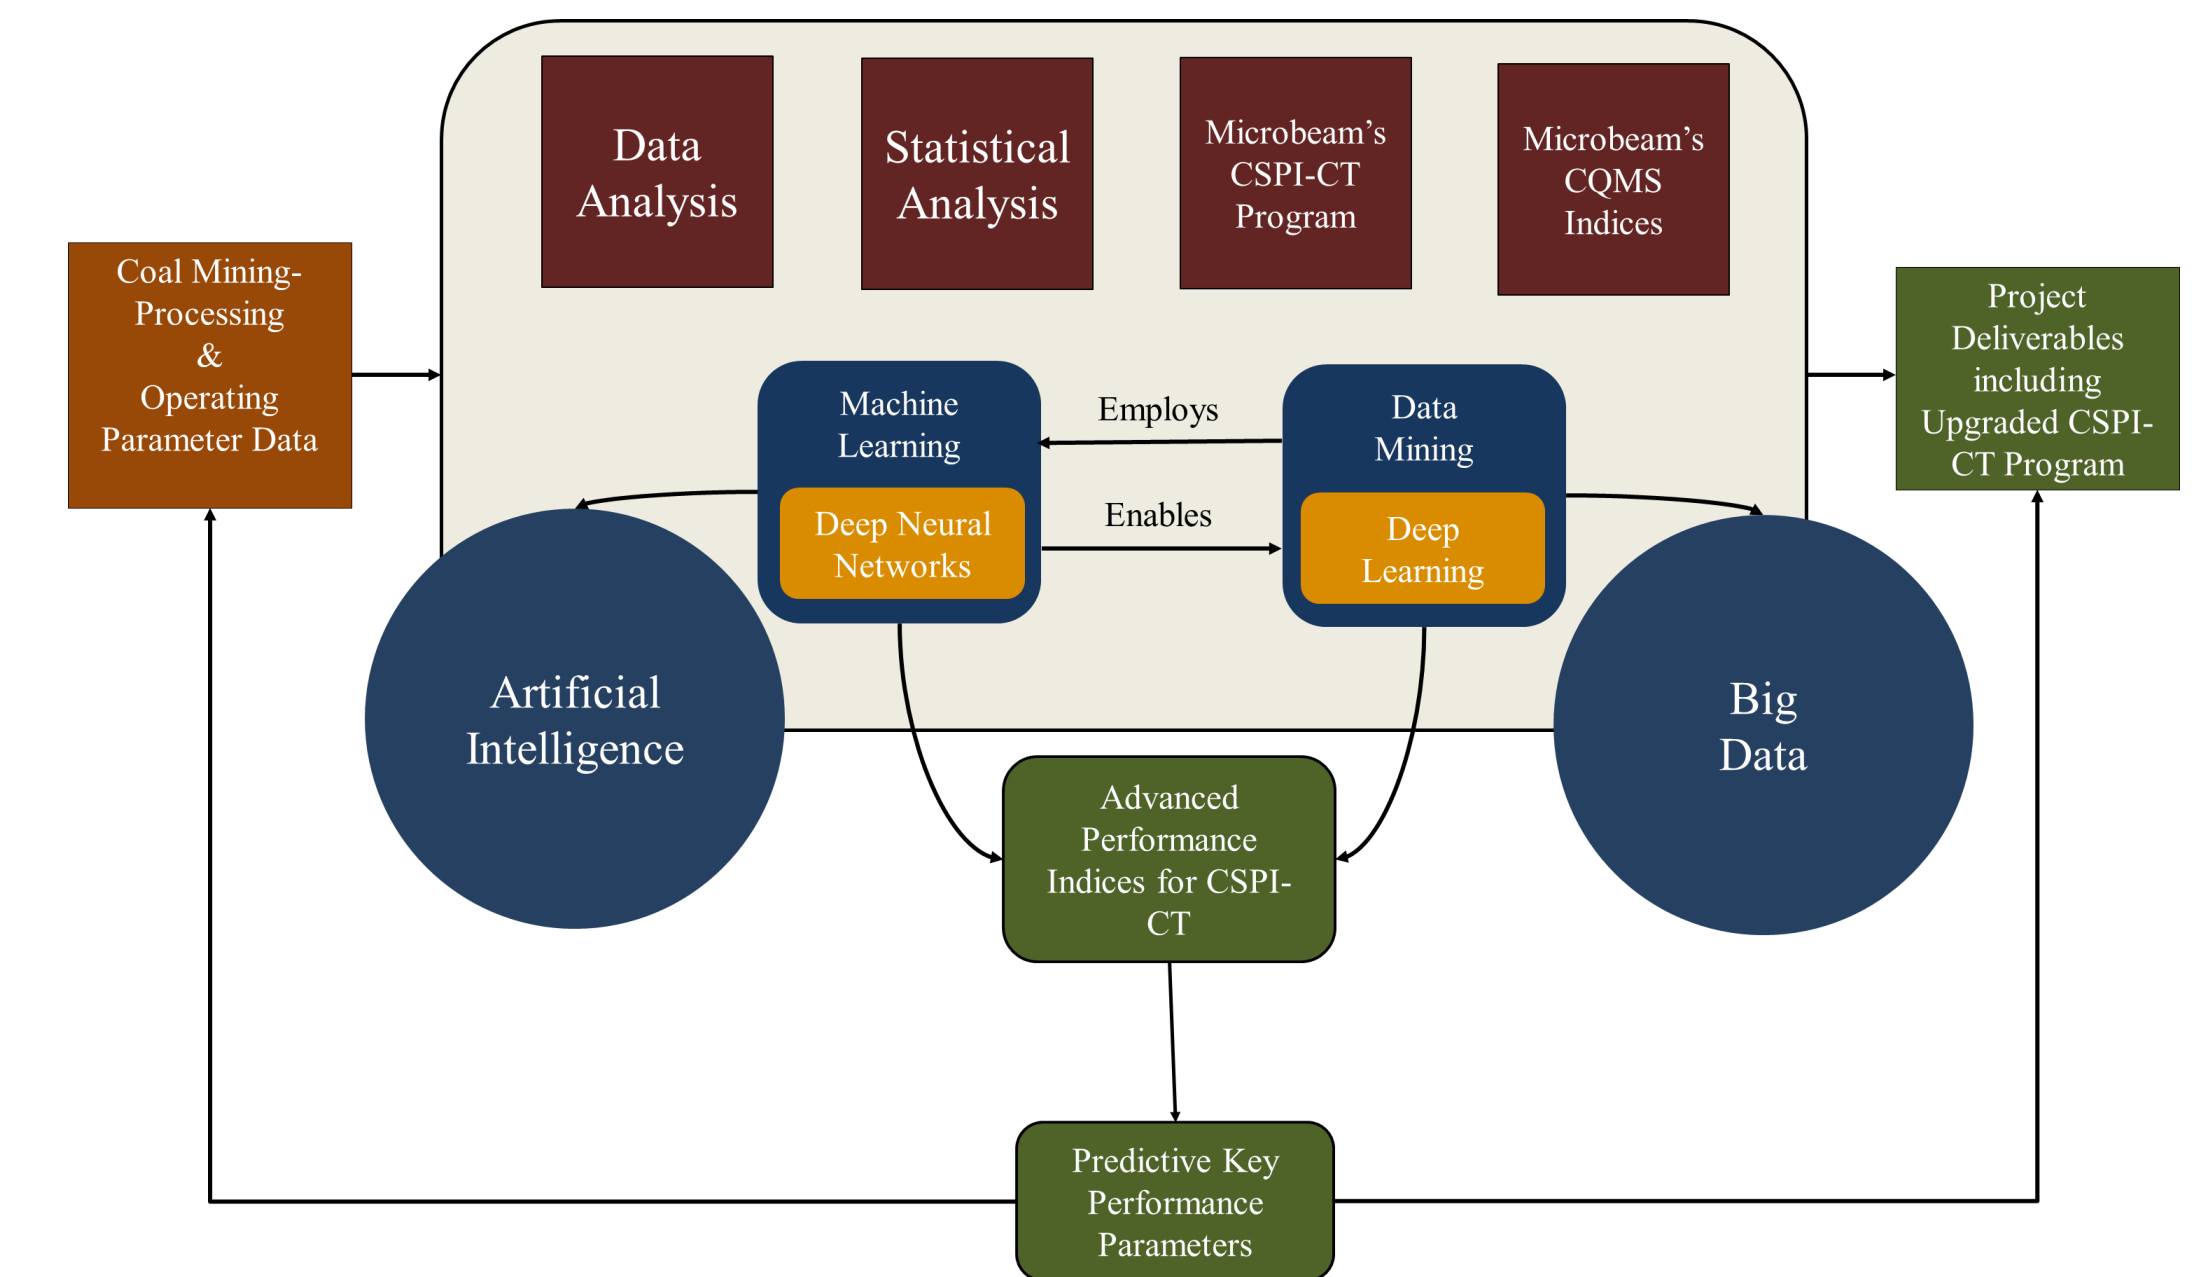 Data
Analysis
Statistical
Analysis
Microbeam's
CSPI-CT
Program
Microbeam's
CQMS
Indices
Coal Mining-
Processing
&
Operating
Parameter Data
Project
Deliverables
including
Upgraded CSPI-
CT Program
Machine
Learning
Deep Neural
Networks
Employs
Enables
Data
Mining
Deep
Learning
Artificial
Intelligence
Big
Data
Advanced
Performance
Indices for CSPI-
CT
Predictive Key
Performance
Parameters